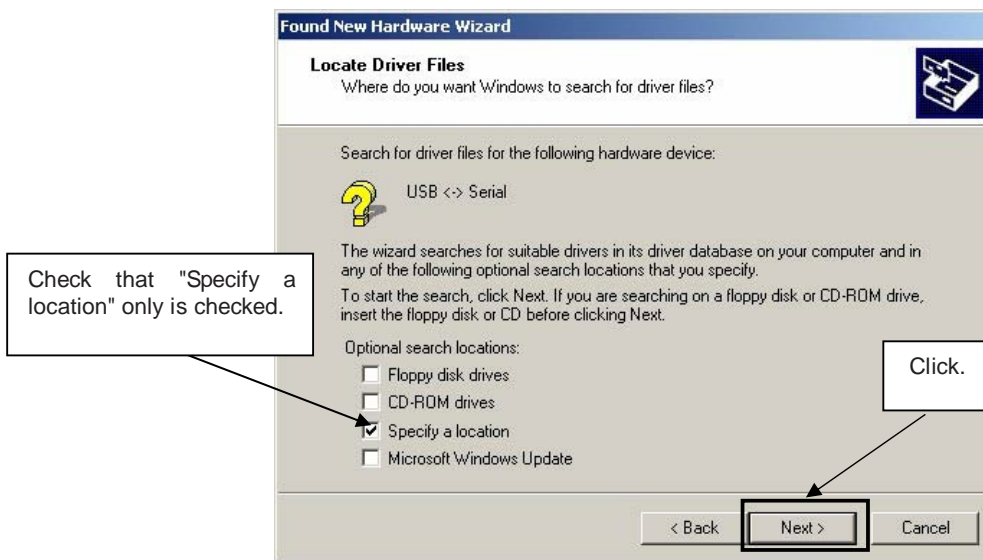 Found New Hardware Wizard
Locate Driver Files
Where do you want Windows to search for driver files?
Search for driver files for the following hardware device:
USB <-> Serial
The wizard searches for suitable drivers in its driver database on your computer and in
any of the following optional search locations that you specify.
To start the search, click Next. If you are searching on a floppy disk or CD-ROM drive,
insert the floppy disk or CD before clicking Next.
Check that "Specify a
location" only is checked.
Optional search locations:
Floppy disk drives
CD-ROM drives
Specify a location
Microsoft Windows Update
Click.
< Back
Next >
Cancel